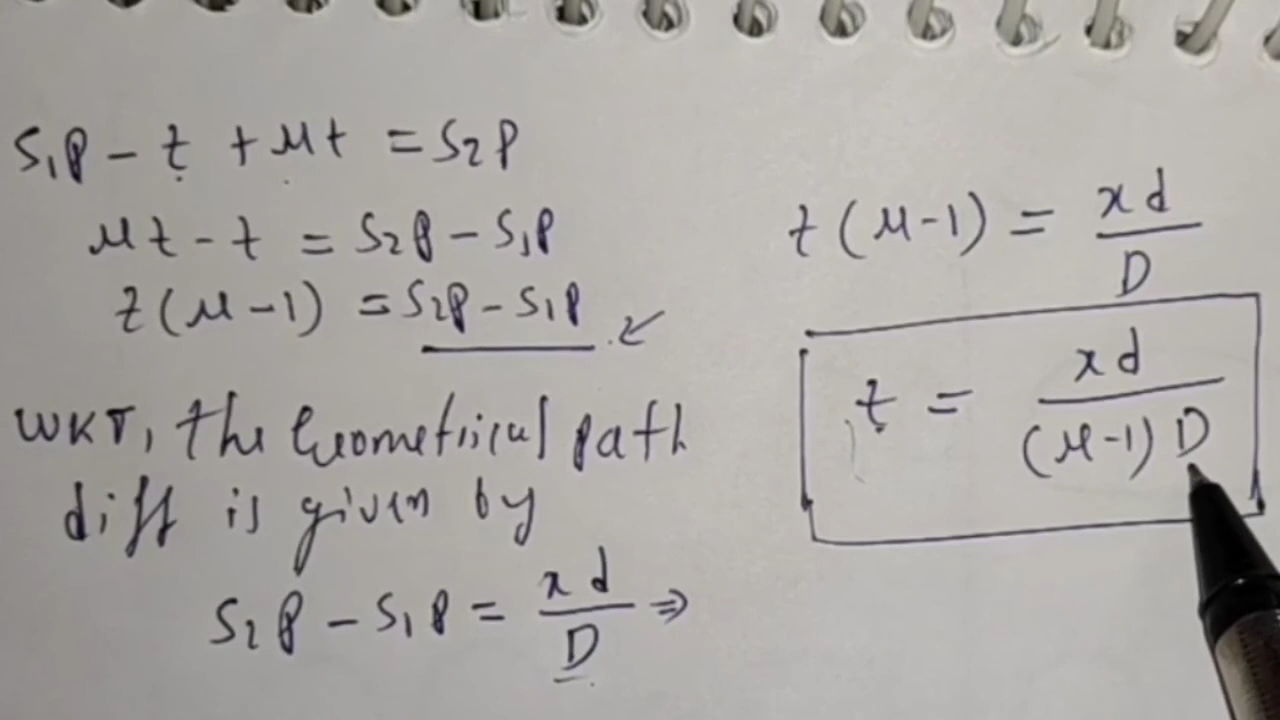 S₁P - t + μt = S₂P
μt - t = S₂P - S₁P
t(μ-1) = S₂P - S₁P
WKT, the Geometrical path
diff is given by
S₂P - S₁P = xd/D ⇒
t(μ-1) = xd/D
t = xd/(μ-1)D